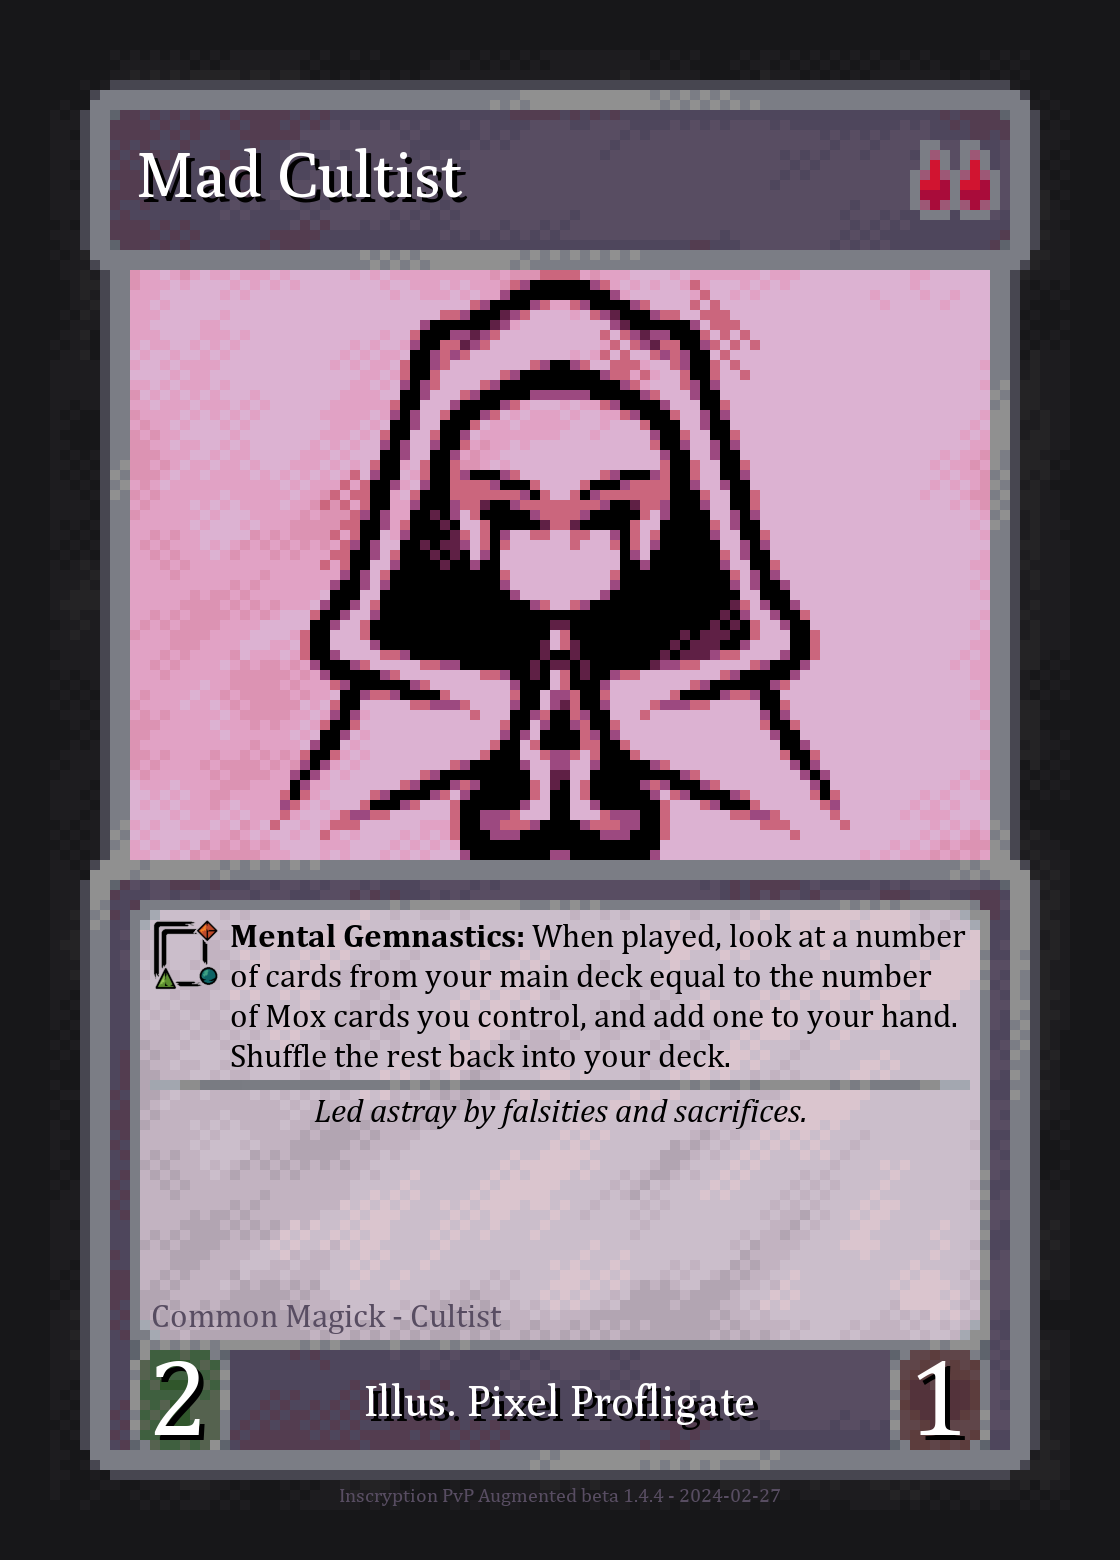 Mad Cultist
Mental Gemnastics: When played, look at a number
of cards from your main deck equal to the number
of Mox cards you control, and add one to your hand.
Shuffle the rest back into your deck.
Led astray by falsities and sacrifices.
Common Magick - Cultist
2
Illus. Pixel Profligate
1
Inscryption PvP Augmented beta 1.4.4 - 2024-02-27